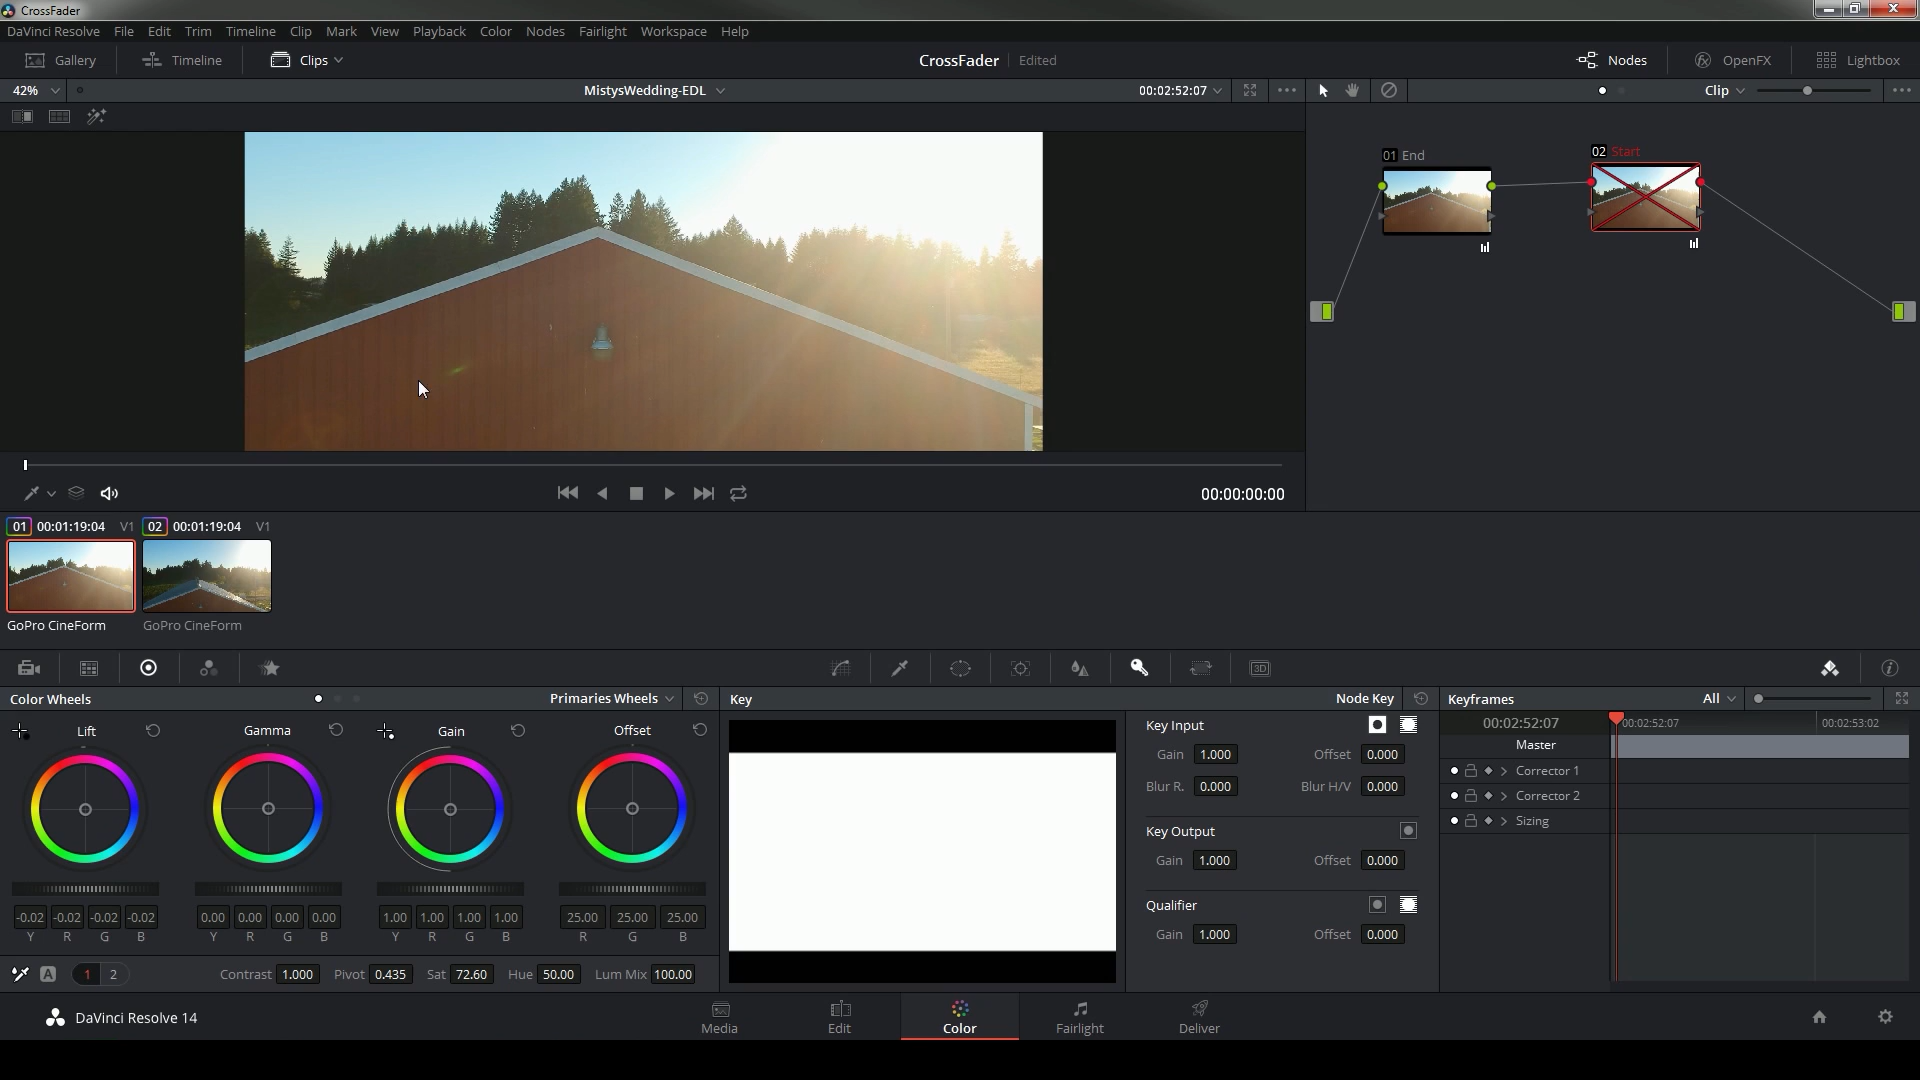 CrossFader
DaVinci Resolve File Edit Trim Timeline Clip Mark View Playback Color Nodes Fairlight Workspace Help
Gallery Timeline Clips CrossFader Edited Nodes OpenFX Lightbox
42% MistysWedding-EDL 00:02:52:07 Clip
01 End 02 Start
00:00:00:00
01 00:01:19:04 V1 02 00:01:19:04 V1
GoPro CineForm GoPro CineForm
3D
Color Wheels Primaries Wheels Key Node Key Keyframes All
Lift Gamma Gain Offset
-0.02 -0.02 -0.02 -0.02 0.00 0.00 0.00 0.00 1.00 1.00 1.00 1.00 25.00 25.00 25.00
Y R G B Y R G B Y R G B R G B
A 1 2 Contrast 1.000 Pivot 0.435 Sat 72.60 Hue 50.00 Lum Mix 100.00
Key Input
Gain 1.000 Offset 0.000
Blur R. 0.000 Blur H/V 0.000
Key Output
Gain 1.000 Offset 0.000
Qualifier
Gain 1.000 Offset 0.000
00:02:52:07 00:02:52:07 00:02:53:02
Master
Corrector 1
Corrector 2
Sizing
DaVinci Resolve 14 Media Edit Color Fairlight Deliver